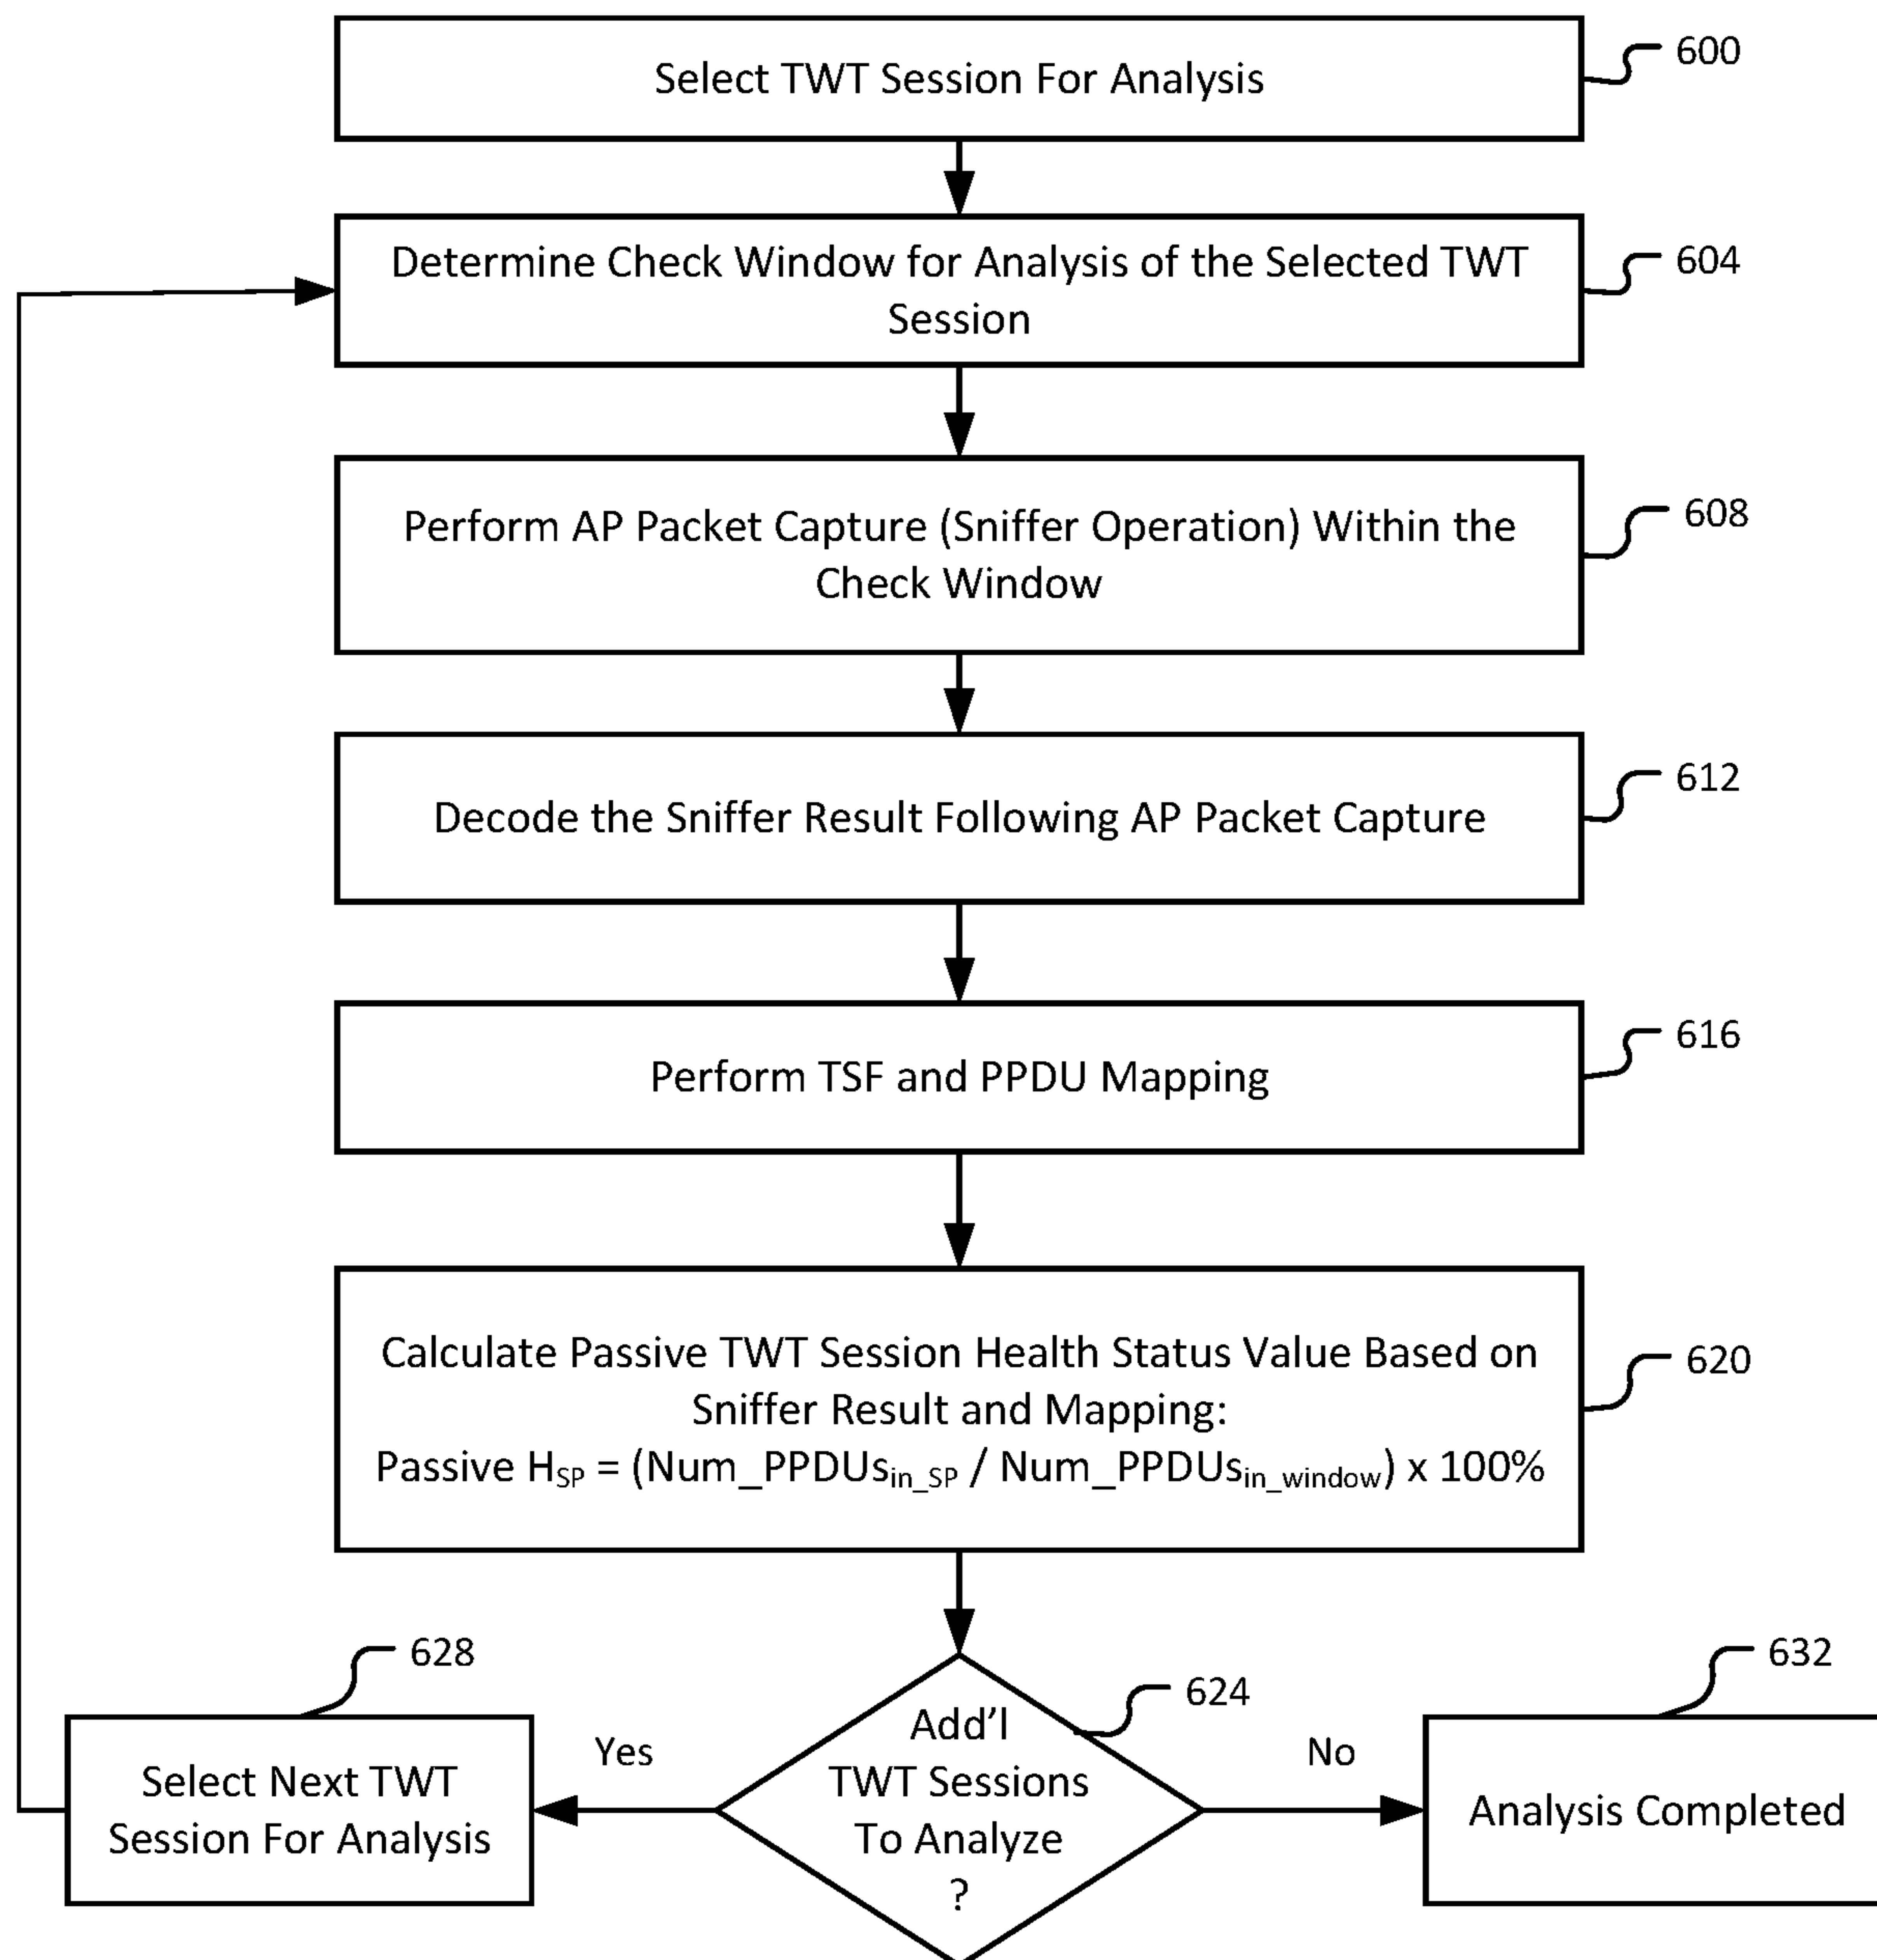 Select TWT Session For Analysis
600
Determine Check Window for Analysis of the Selected TWT
Session
604
Perform AP Packet Capture (Sniffer Operation) Within the
Check Window
608
Decode the Sniffer Result Following AP Packet Capture
612
Perform TSF and PPDU Mapping
616
Calculate Passive TWT Session Health Status Value Based on
Sniffer Result and Mapping:
Passive H_SP = (Num_PPDUs_in_SP / Num_PPDUs_in_window) x 100%
620
Add'l
TWT Sessions
To Analyze
?
624
Yes
Select Next TWT
Session For Analysis
628
No
Analysis Completed
632